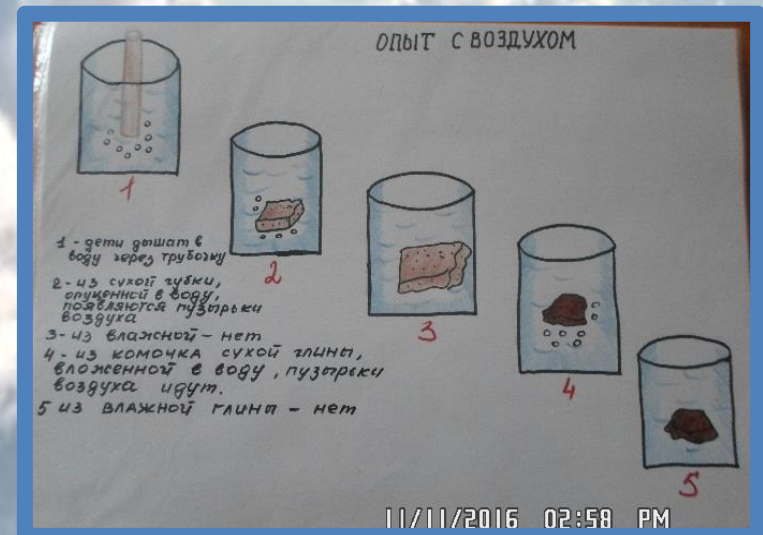 ОПЫТ С ВОЗДУХОМ
1
2
3
4
5
1 - дети дышат в
воду через трубочку
2 - из сухой губки,
опущенной в воду,
появляются пузырьки
воздуха
3 - из влажной - нет
4 - из комочка сухой глины,
вложенной в воду, пузырьки
воздуха идут.
5 из влажной глины - нет
11/11/2016 02:58 PM